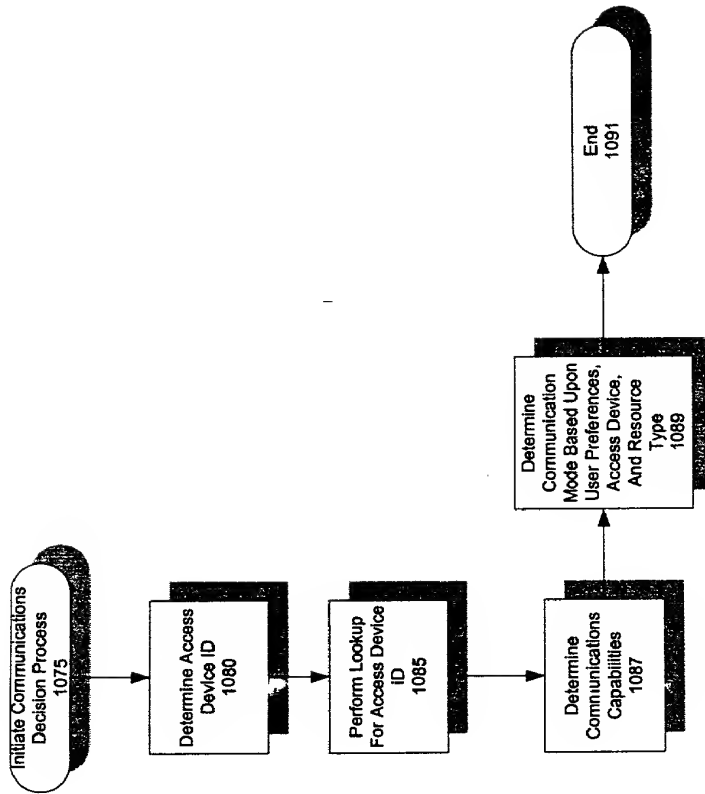 Initiate Communications
Decision Process
1075
Determine Access
Device ID
1080
Perform Lookup
For Access Device
iD
1085
Determine
Communications
Capabilities
1087
Determine
Communication
Mode Based Upon
User Preferences,
Access Device,
And Resource
Type
1089
End
1091